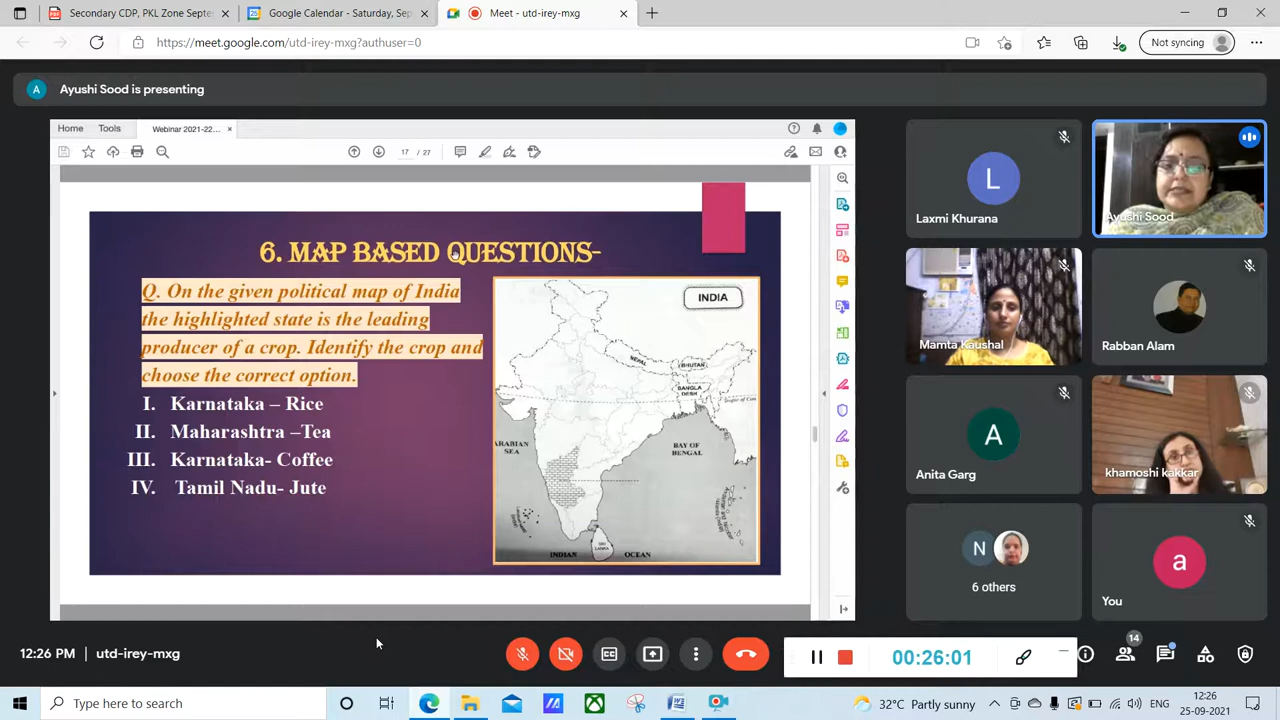 Secondary CDP, PKL Zone Septe
Google Calendar - Saturday, Sep
Meet - utd-irey-mxg
https://meet.google.com/utd-irey-mxg?authuser=0
Not syncing
A Ayushi Sood is presenting
Home Tools Webinar 2021-22...
17 / 27
6. MAP BASED QUESTIONS-
Q. On the given political map of India
the highlighted state is the leading
producer of a crop. Identify the crop and
choose the correct option.
I. Karnataka – Rice
II. Maharashtra –Tea
III. Karnataka- Coffee
IV. Tamil Nadu- Jute
INDIA
NEPAL
BHUTAN
BANGLA
DESH
ARABIAN
SEA
BAY OF
BENGAL
SRI
LANKA
INDIAN OCEAN
L
Laxmi Khurana
Ayushi Sood
Mamta Kaushal
Rabban Alam
A
Anita Garg
khamoshi kakkar
N
6 others
a
You
12:26 PM | utd-irey-mxg
00:26:01
14
Type here to search
32°C Partly sunny
ENG
12:26
25-09-2021